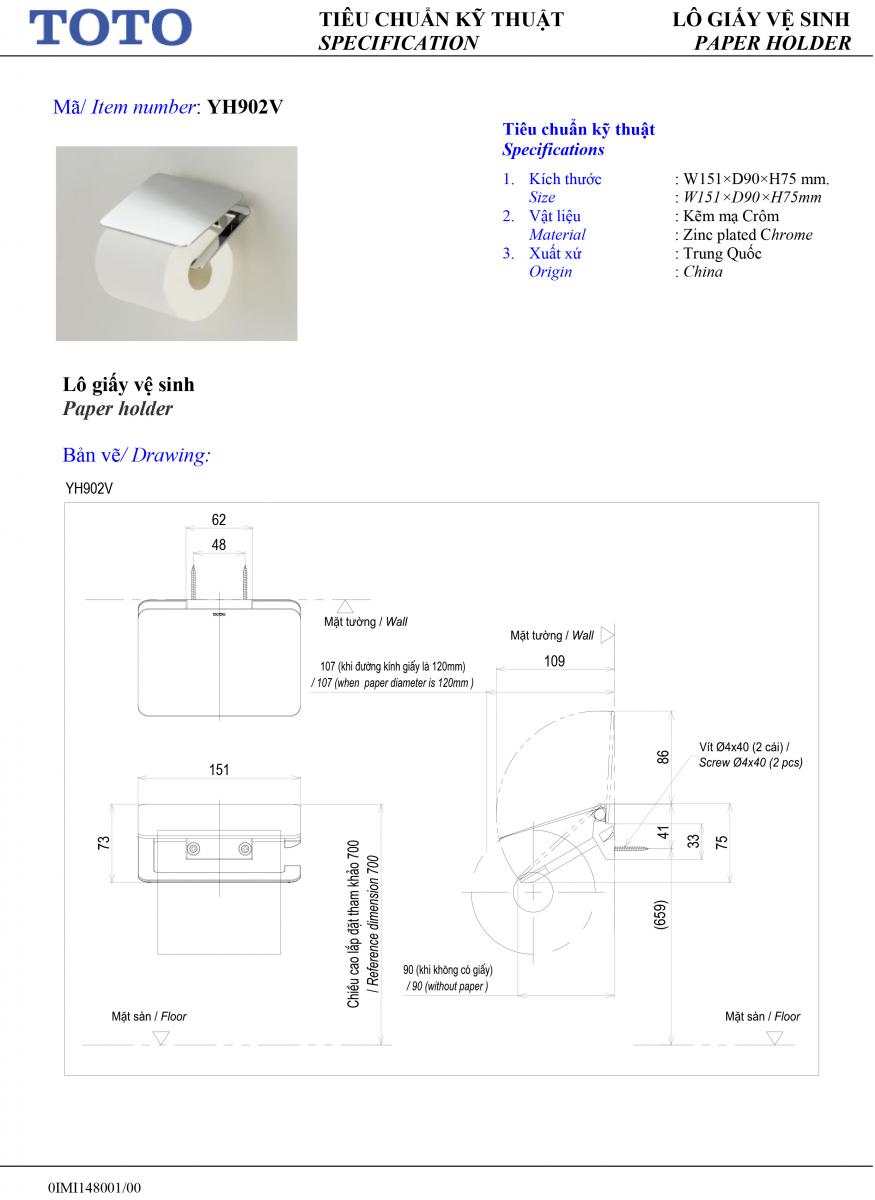 TOTO
TIÊU CHUẨN KỸ THUẬT
SPECIFICATION
LÔ GIẤY VỆ SINH
PAPER HOLDER
Mã/ Item number: YH902V
Tiêu chuẩn kỹ thuật
Specifications
1. Kích thước : W151×D90×H75 mm.
Size : W151×D90×H75mm
2. Vật liệu : Kẽm mạ Crôm
Material : Zinc plated Chrome
3. Xuất xứ : Trung Quốc
Origin : China
Lô giấy vệ sinh
Paper holder
Bản vẽ/ Drawing:
YH902V
62
48
TOTO
Mặt tường / Wall
Mặt tường / Wall
107 (khi đường kính giấy là 120mm)
/ 107 (when paper diameter is 120mm )
109
86
Vít Ø4x40 (2 cái) /
Screw Ø4x40 (2 pcs)
151
73
41
33
75
Chiều cao lắp đặt tham khảo 700
/ Reference dimension 700
(659)
90 (khi không có giấy)
/ 90 (without paper )
Mặt sàn / Floor
Mặt sàn / Floor
0IMI148001/00